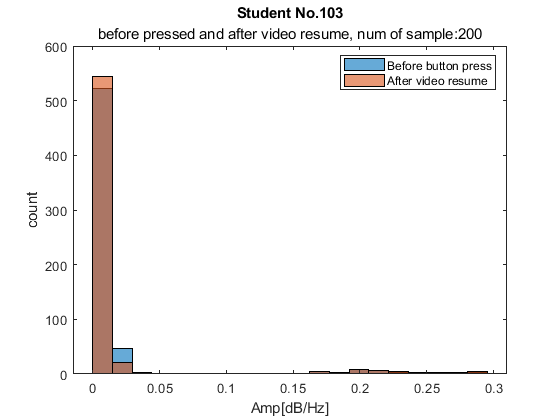 Student No.103
before pressed and after video resume, num of sample:200
Before button press
After video resume
count
600
500
400
300
200
100
0
0
0.05
0.1
0.15
0.2
0.25
0.3
Amp[dB/Hz]